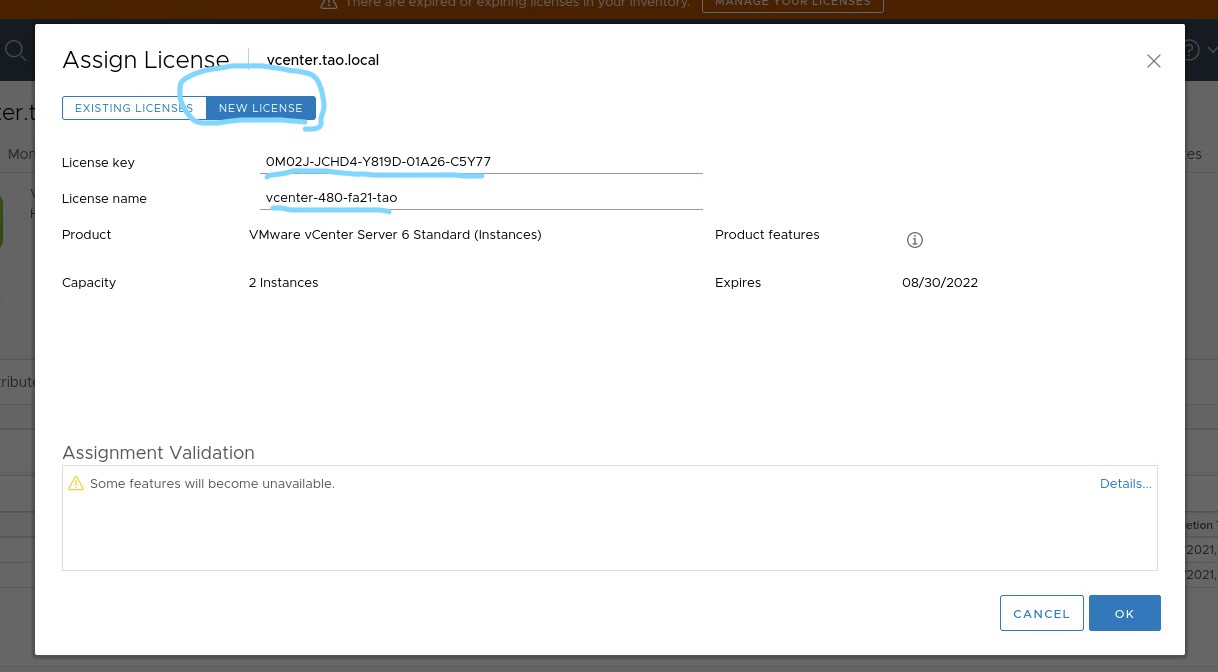 There are expired or expiring licenses in your inventory. MANAGE YOUR LICENSES
Assign License vcenter.tao.local
EXISTING LICENSES NEW LICENSE
License key 0M02J-JCHD4-Y819D-01A26-C5Y77
License name vcenter-480-fa21-tao
Product VMware vCenter Server 6 Standard (Instances) Product features
Capacity 2 Instances Expires 08/30/2022
Assignment Validation
Some features will become unavailable. Details...
etion
2021,
2021,
CANCEL OK